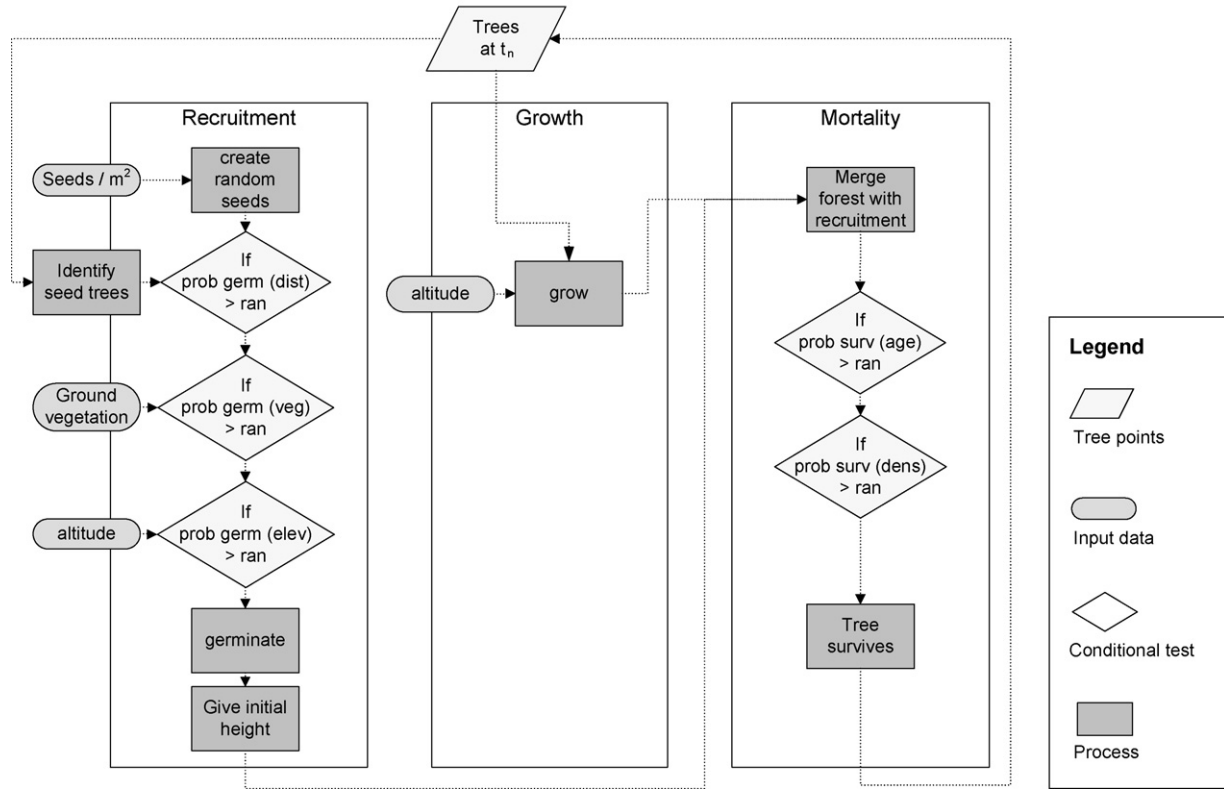 Trees
at tₙ
Recruitment
Seeds / m²
create
random
seeds
Identify
seed trees
If
prob germ (dist)
> ran
Ground
vegetation
If
prob germ (veg)
> ran
altitude
If
prob germ (elev)
> ran
germinate
Give initial
height
Growth
altitude
grow
Mortality
Merge
forest with
recruitment
If
prob surv (age)
> ran
If
prob surv (dens)
> ran
Tree
survives
Legend
Tree points
Input data
Conditional test
Process